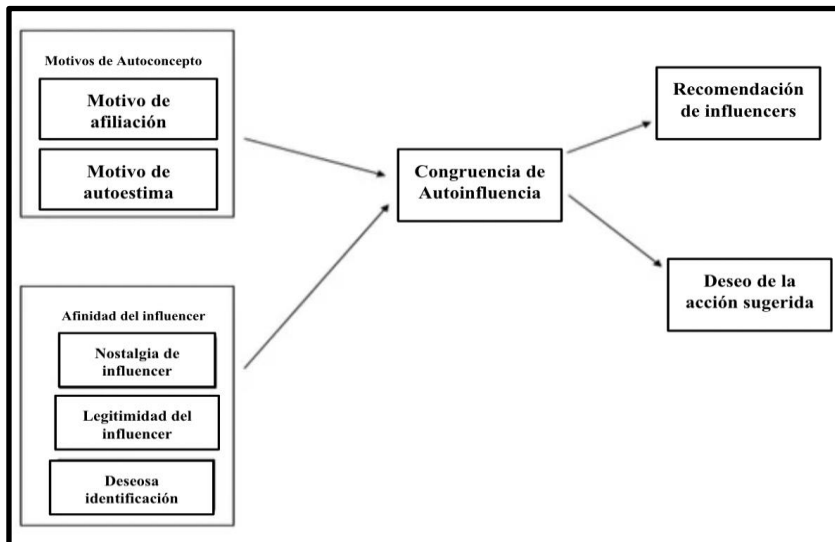 Motivos de Autoconcepto
Motivo de
afiliación
Motivo de
autoestima
Afinidad del influencer
Nostalgia de
influencer
Legitimidad del
influencer
Deseosa
identificación
Congruencia de
Autoinfluencia
Recomendación
de influencers
Deseo de la
acción sugerida